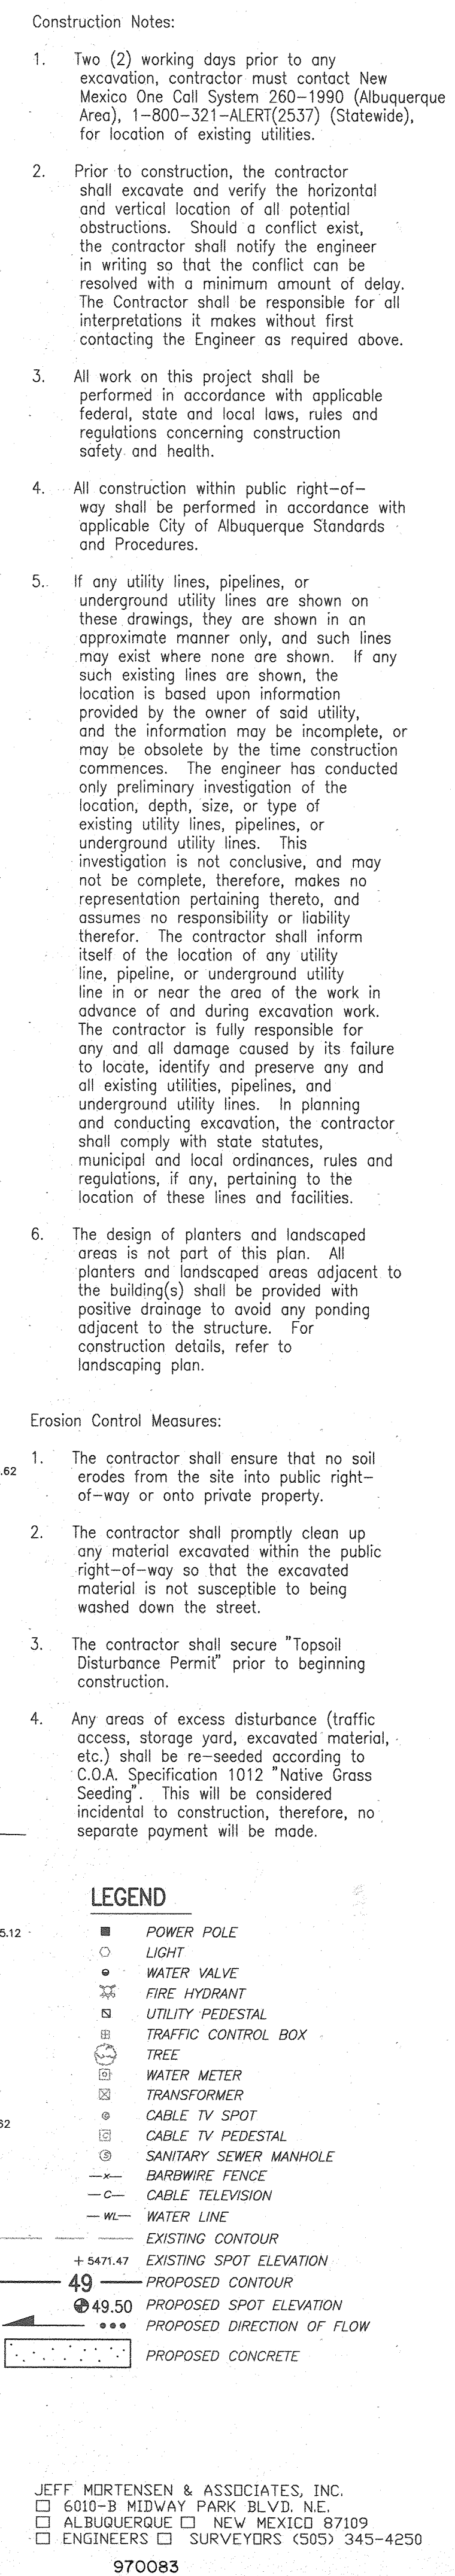 Construction Notes:
1. Two (2) working days prior to any
excavation, contractor must contact New
Mexico One Call System 260-1990 (Albuquerque
Area), 1-800-321-ALERT(2537) (Statewide),
for location of existing utilities.
2. Prior to construction, the contractor
shall excavate and verify the horizontal
and vertical location of all potential
obstructions. Should a conflict exist,
the contractor shall notify the engineer
in writing so that the conflict can be
resolved with a minimum amount of delay.
The Contractor shall be responsible for all
interpretations it makes without first
contacting the Engineer as required above.
3. All work on this project shall be
performed in accordance with applicable
federal, state and local laws, rules and
regulations concerning construction
safety and health.
4. All construction within public right-of-
way shall be performed in accordance with
applicable City of Albuquerque Standards
and Procedures.
5. If any utility lines, pipelines, or
underground utility lines are shown on
these drawings, they are shown in an
approximate manner only, and such lines
may exist where none are shown. If any
such existing lines are shown, the
location is based upon information
provided by the owner of said utility,
and the information may be incomplete, or
may be obsolete by the time construction
commences. The engineer has conducted
only preliminary investigation of the
location, depth, size, or type of
existing utility lines, pipelines, or
underground utility lines. This
investigation is not conclusive, and may
not be complete, therefore, makes no
representation pertaining thereto, and
assumes no responsibility or liability
therefor. The contractor shall inform
itself of the location of any utility
line, pipeline, or underground utility
line in or near the area of the work in
advance of and during excavation work.
The contractor is fully responsible for
any and all damage caused by its failure
to locate, identify and preserve any and
all existing utilities, pipelines, and
underground utility lines. In planning
and conducting excavation, the contractor
shall comply with state statutes,
municipal and local ordinances, rules and
regulations, if any, pertaining to the
location of these lines and facilities.
6. The design of planters and landscaped
areas is not part of this plan. All
planters and landscaped areas adjacent to
the building(s) shall be provided with
positive drainage to avoid any ponding
adjacent to the structure. For
construction details, refer to
landscaping plan.
Erosion Control Measures:
1. The contractor shall ensure that no soil
.62
erodes from the site into public right-
of-way or onto private property.
2. The contractor shall promptly clean up
any material excavated within the public
right-of-way so that the excavated
material is not susceptible to being
washed down the street.
3. The contractor shall secure "Topsoil
Disturbance Permit" prior to beginning
construction.
4. Any areas of excess disturbance (traffic
access, storage yard, excavated material,
etc.) shall be re-seeded according to
C.O.A. Specification 1012 "Native Grass
Seeding". This will be considered
incidental to construction, therefore, no
separate payment will be made.
LEGEND
5.12
POWER POLE
LIGHT
WATER VALVE
FIRE HYDRANT
UTILITY PEDESTAL
TRAFFIC CONTROL BOX
TREE
WATER METER
TRANSFORMER
C CABLE TV SPOT
62
C CABLE TV PEDESTAL
S SANITARY SEWER MANHOLE
—x— BARBWIRE FENCE
—C— CABLE TELEVISION
—WL— WATER LINE
EXISTING CONTOUR
+ 5471.47 EXISTING SPOT ELEVATION
49 PROPOSED CONTOUR
49.50 PROPOSED SPOT ELEVATION
PROPOSED DIRECTION OF FLOW
PROPOSED CONCRETE
JEFF MORTENSEN & ASSOCIATES, INC.
□ 6010-B MIDWAY PARK BLVD. N.E.
□ ALBUQUERQUE □ NEW MEXICO 87109
□ ENGINEERS □ SURVEYORS (505) 345-4250
970083